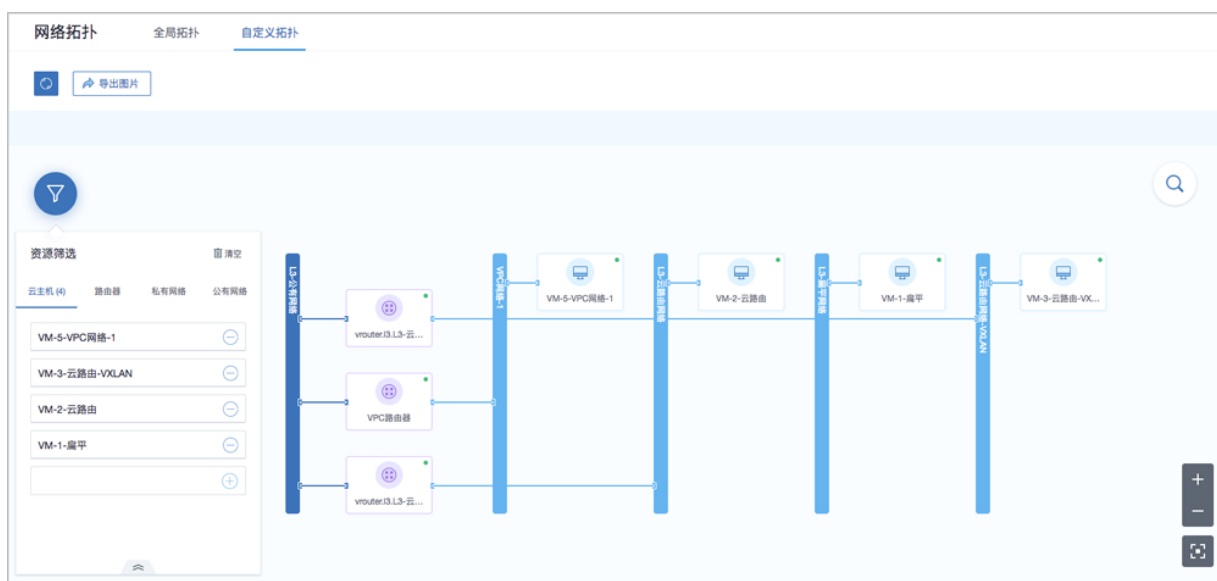 网络拓扑
全局拓扑
自定义拓扑
导出图片
资源筛选
清空
云主机 (4)
路由器
私有网络
公有网络
VM-5-VPC网络-1
VM-3-云路由-VXLAN
VM-2-云路由
VM-1-扁平
L3-公有网络
vrouter.l3.L3-云...
VPC路由器
vrouter.l3.L3-云...
VPC网络-1
VM-5-VPC网络-1
L3-云路由网络
VM-2-云路由
L3-扁平网络
VM-1-扁平
L3-云路由网络-VXLAN
VM-3-云路由-VX...